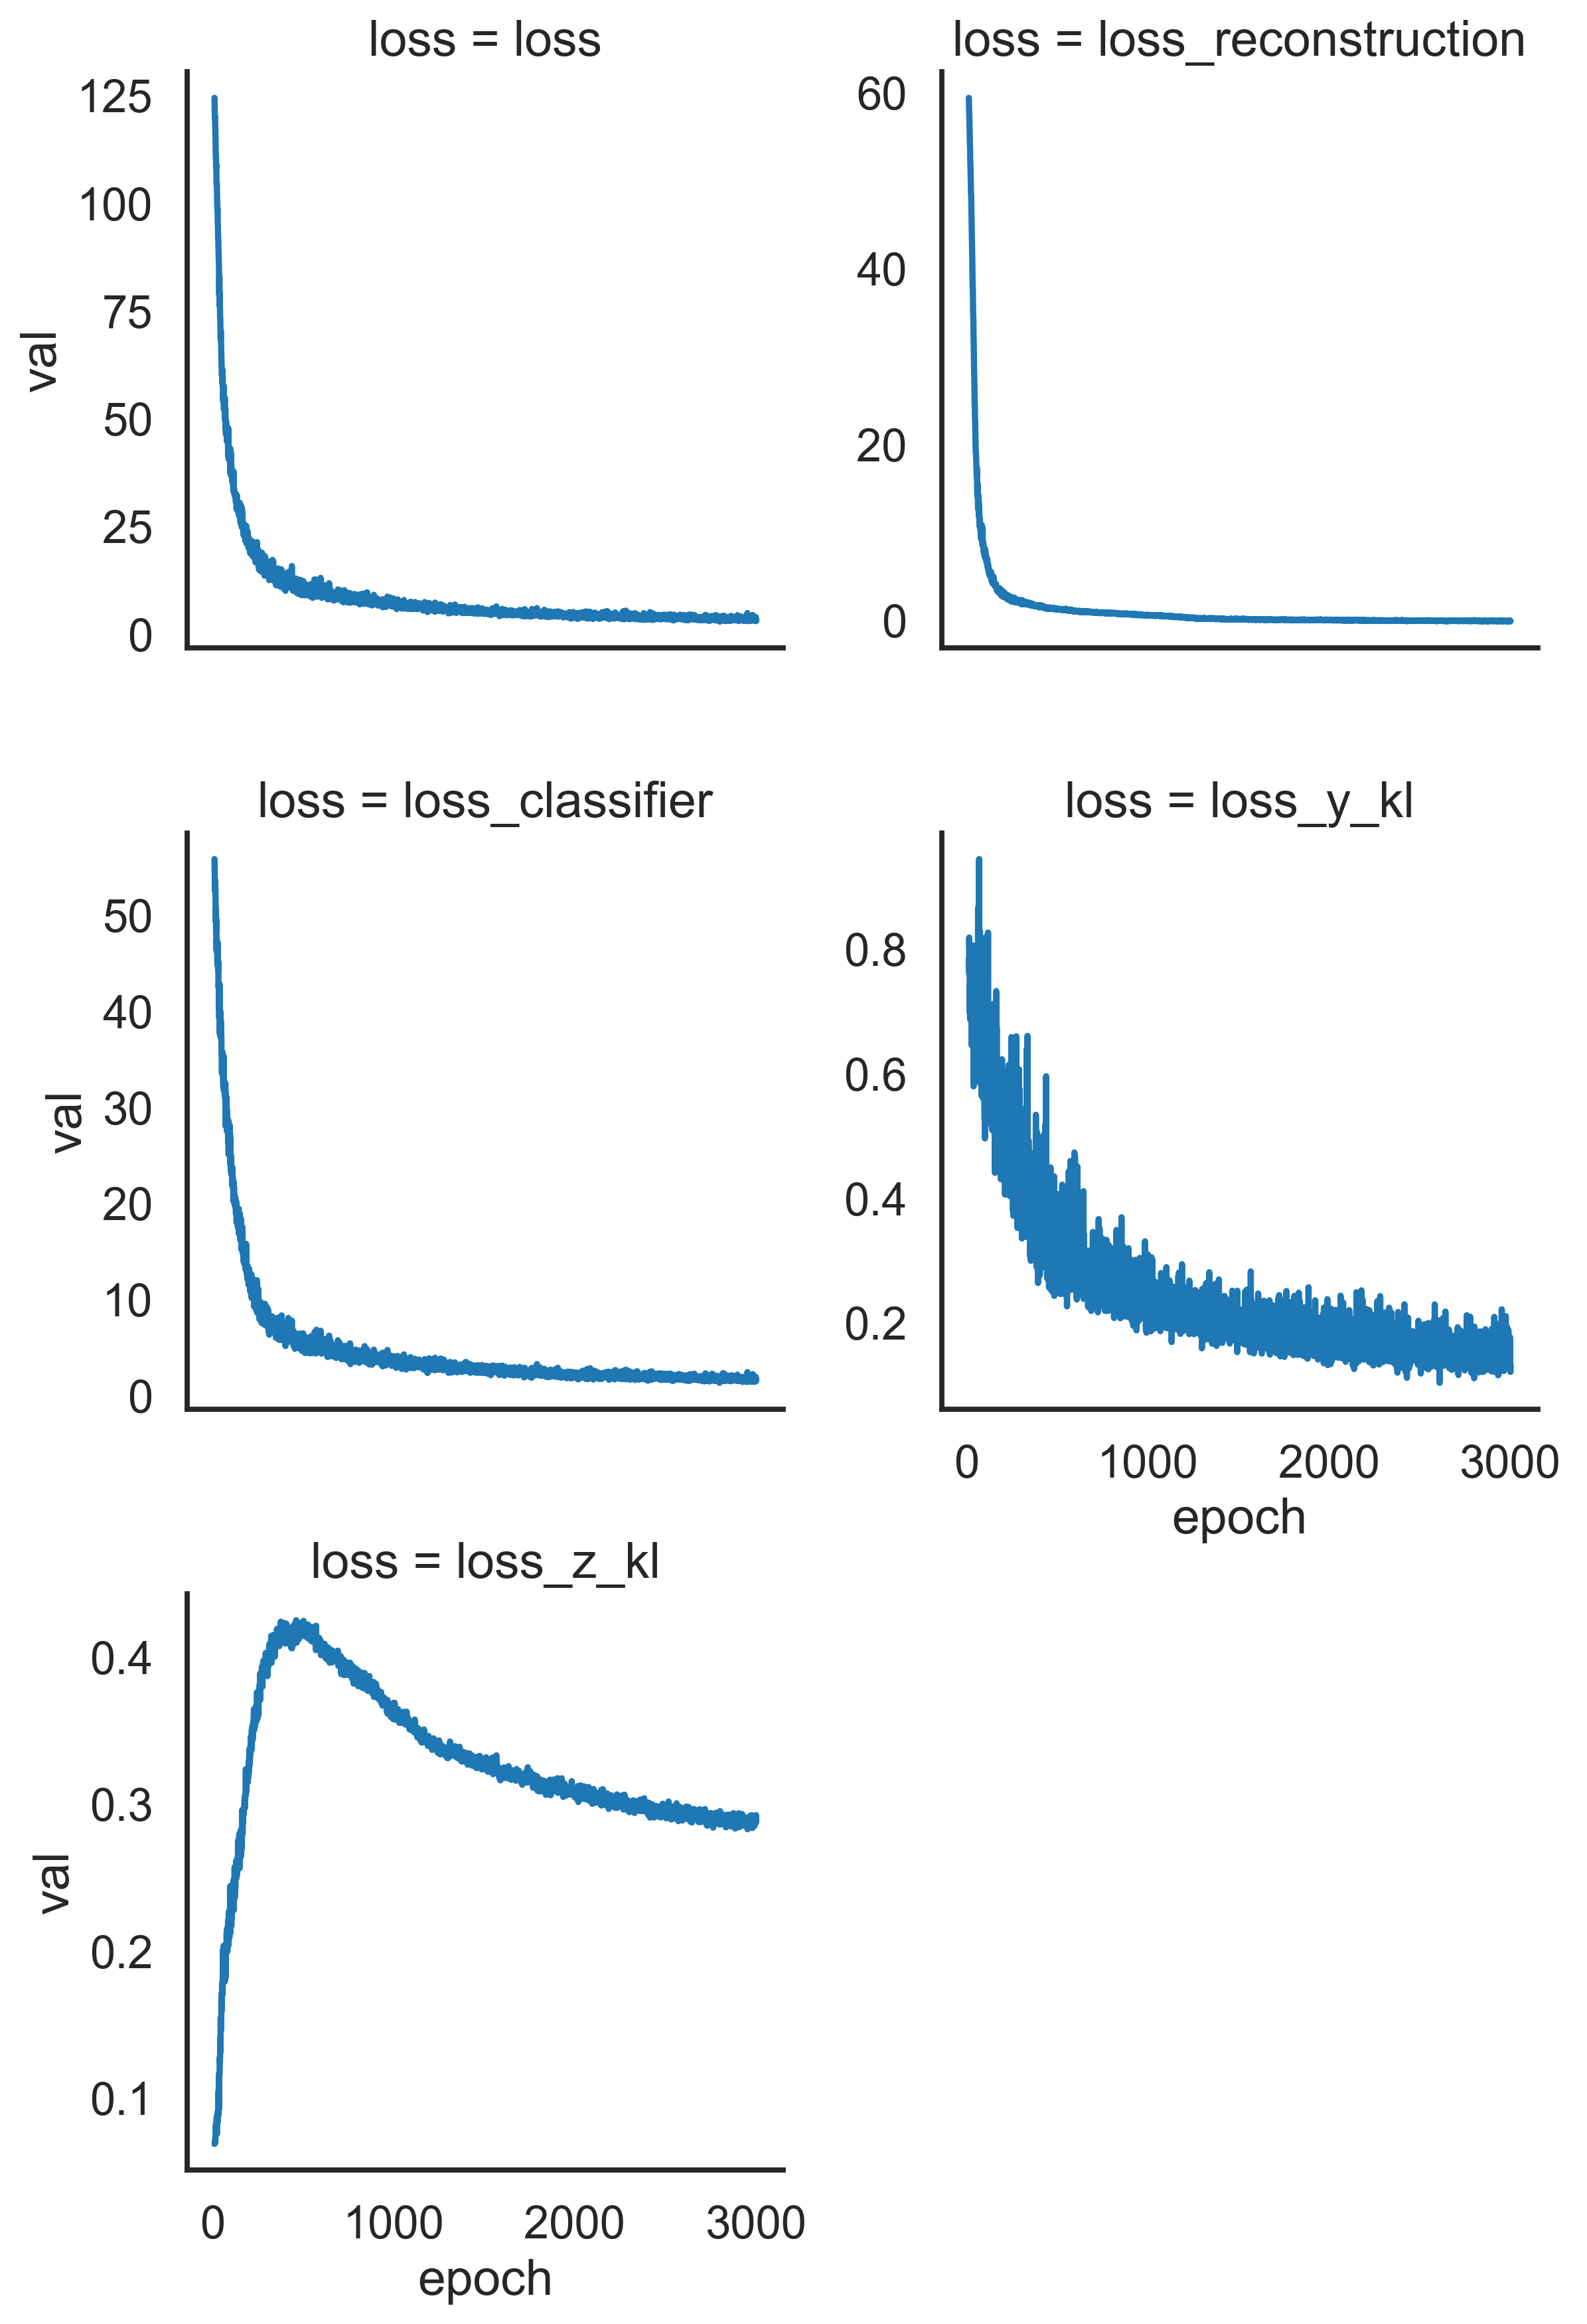 loss = loss
125
100
75
50
25
0
val
loss = loss_reconstruction
60
40
20
0
loss = loss_classifier
50
40
30
20
10
0
val
loss = loss_y_kl
0.8
0.6
0.4
0.2
0 1000 2000 3000
epoch
loss = loss_z_kl
0.4
0.3
0.2
0.1
val
0 1000 2000 3000
epoch